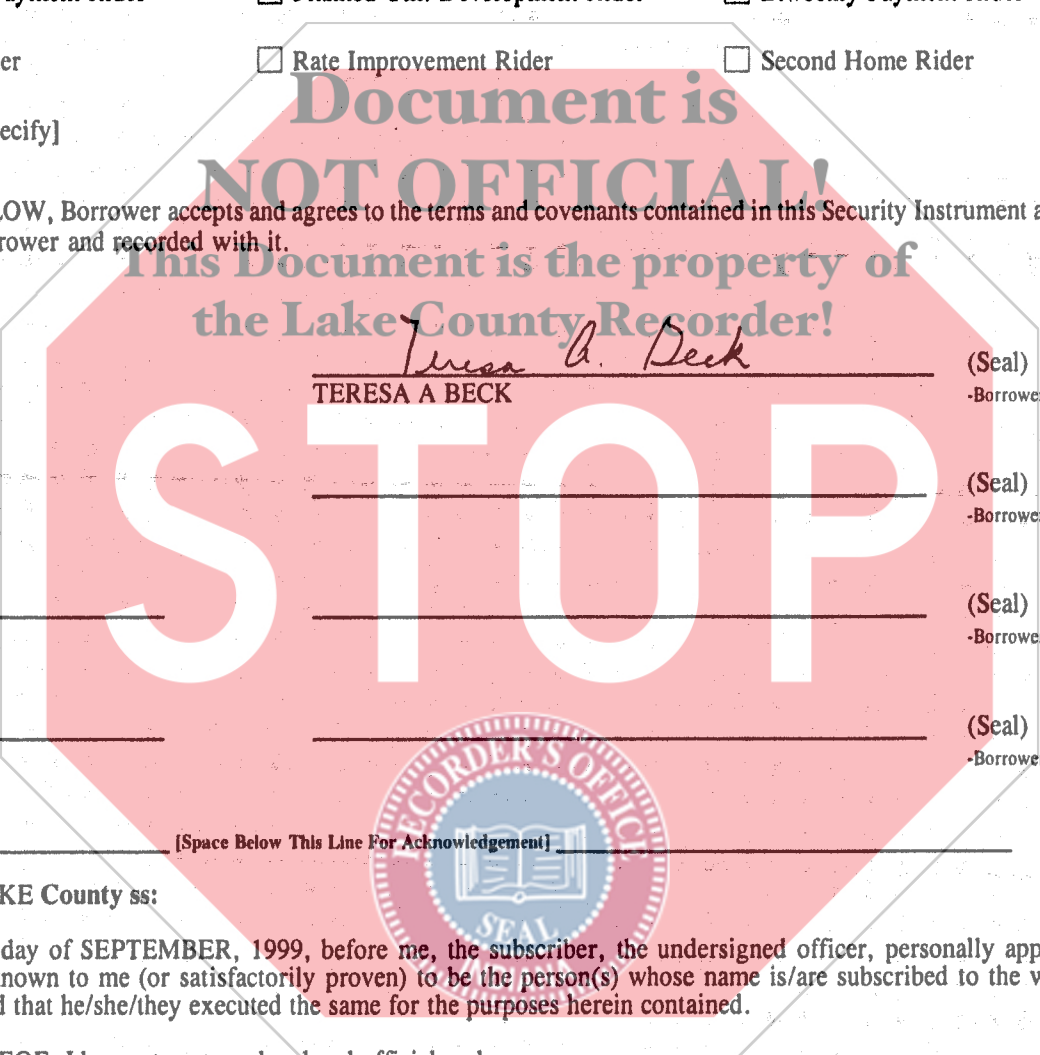 er ☐ Rate Improvement Rider ☐ Second Home Rider
Document is
ecify]
NOT OFFICIAL!
LOW, Borrower accepts and agrees to the terms and covenants contained in this Security Instrument a
rower and recorded with it.
This Document is the property of
the Lake County Recorder!
Teresa A. Beck (Seal)
TERESA A BECK -Borrowe
STOP
(Seal)
-Borrowe
(Seal)
-Borrowe
(Seal)
-Borrowe
RECORDER'S OFFICE
[Space Below This Line For Acknowledgement]
SEAL
KE County ss:
day of SEPTEMBER, 1999, before me, the subscriber, the undersigned officer, personally app
nown to me (or satisfactorily proven) to be the person(s) whose name is/are subscribed to the w
d that he/she/they executed the same for the purposes herein contained.